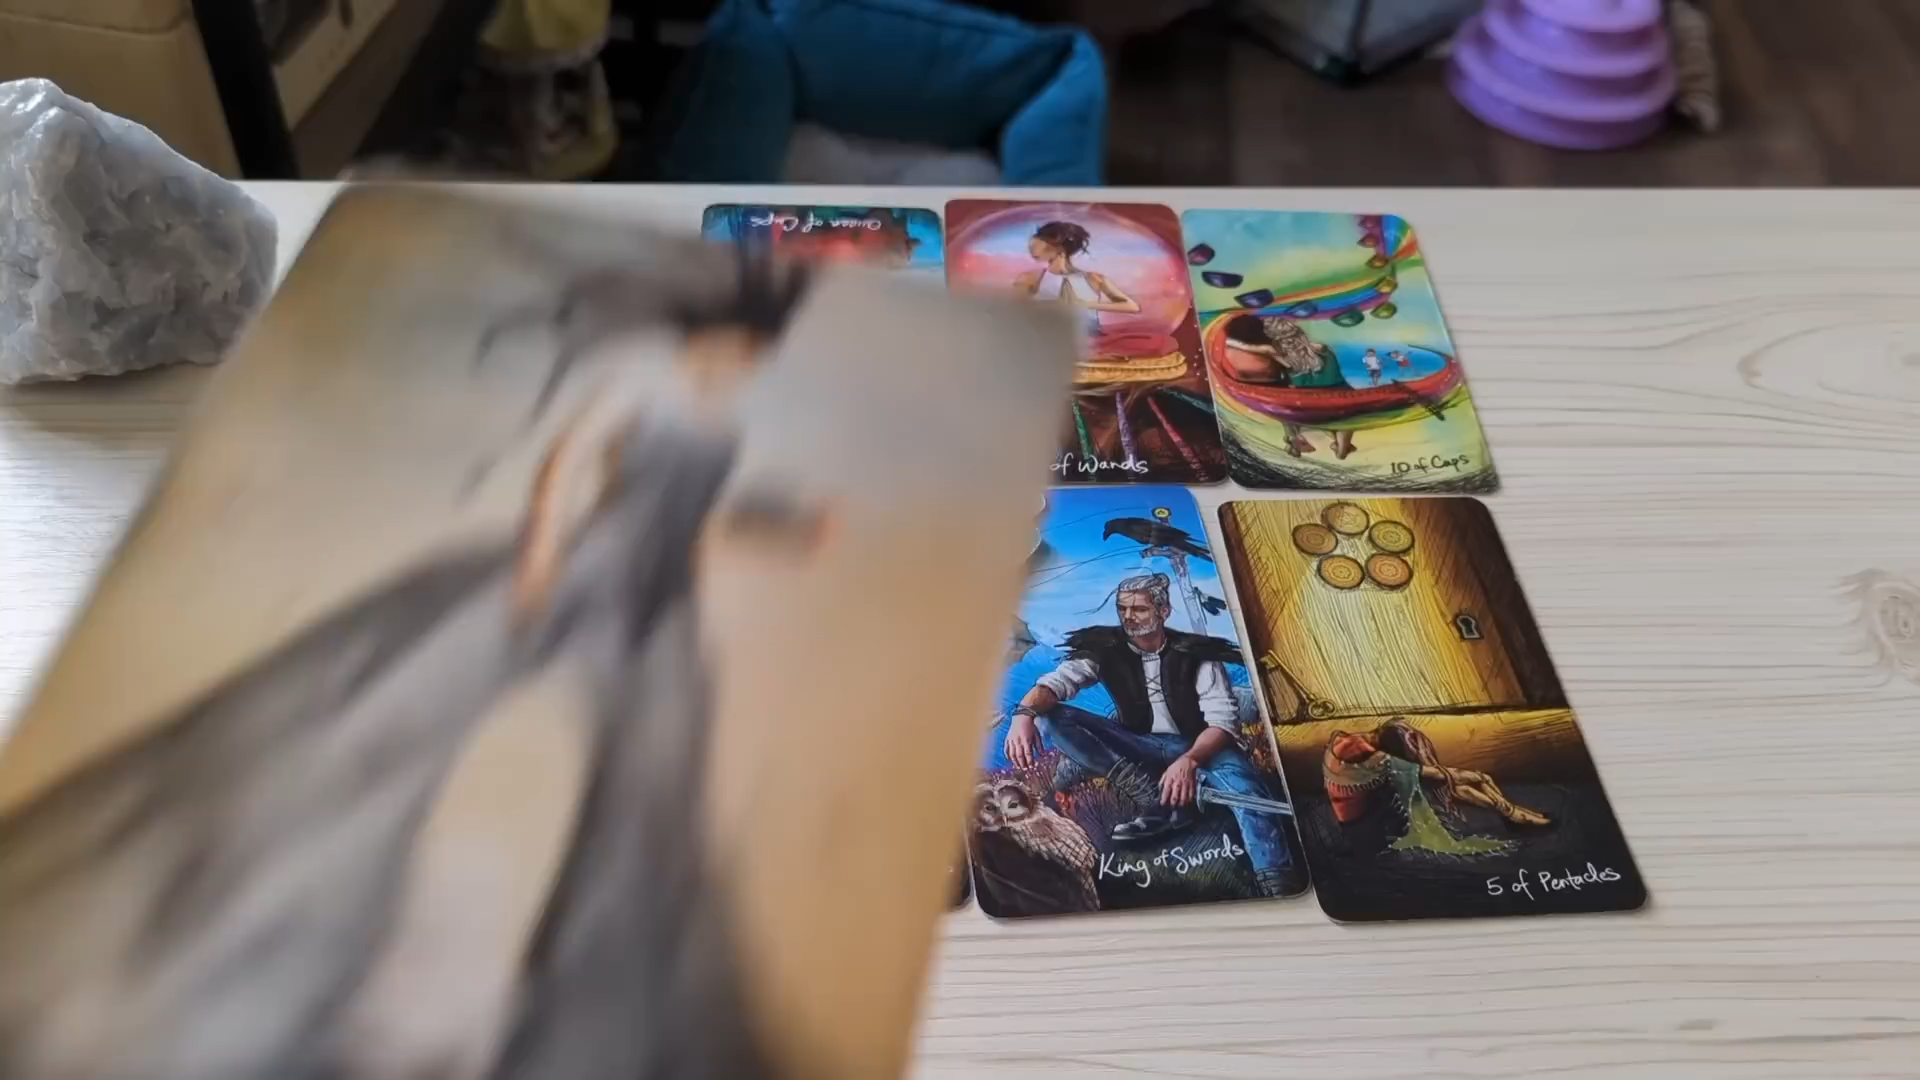 Queen of Cups
of Wands
10 of Cups
King of Swords
5 of Pentacles